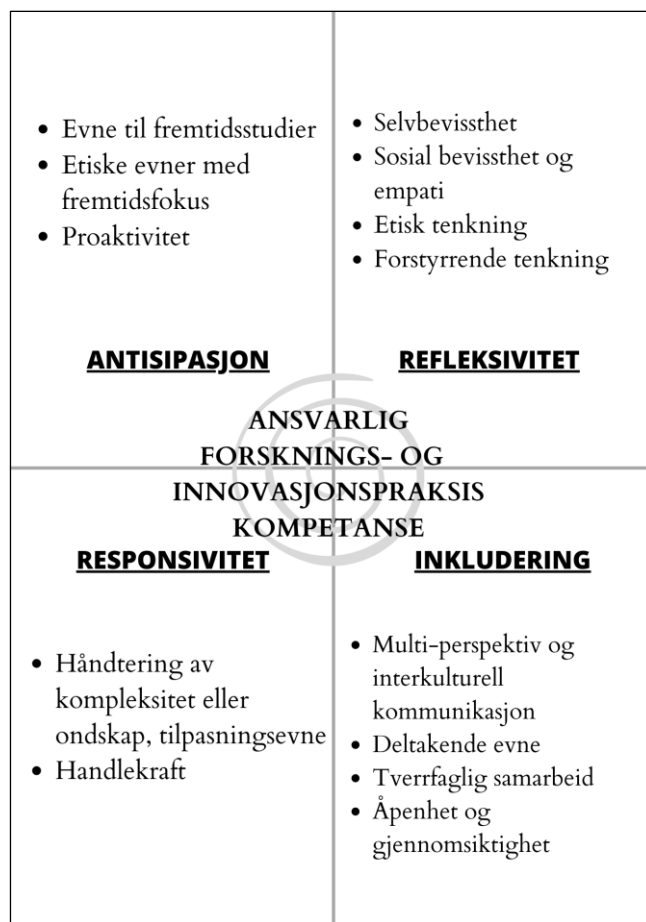 • Evne til fremtidsstudier
• Etiske evner med
fremtidsfokus
• Proaktivitet
• Selvbevissthet
• Sosial bevissthet og
empati
• Etisk tenkning
• Forstyrrende tenkning
ANTISIPASJON
REFLEKSIVITET
ANSVARLIG
FORSKNINGS- OG
INNOVASJONSPRAKSIS
KOMPETANSE
RESPONSIVITET
INKLUDERING
• Håndtering av
kompleksitet eller
ondskap, tilpasningsevne
• Handlekraft
• Multi-perspektiv og
interkulturell
kommunikasjon
• Deltakende evne
• Tverrfaglig samarbeid
• Åpenhet og
gjennomsiktighet